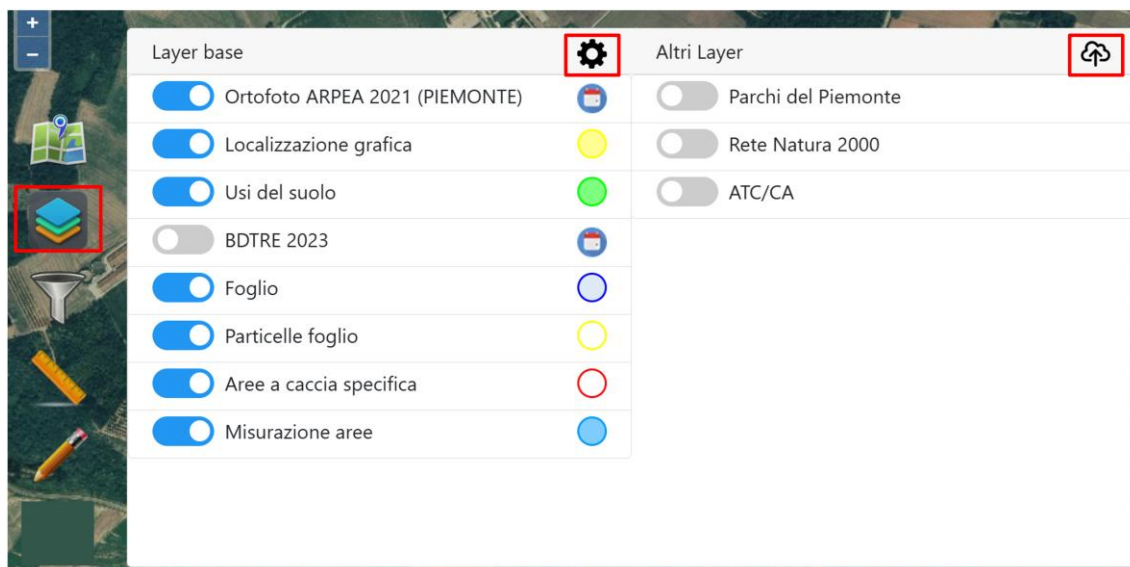 +
−
Layer base
Ortofoto ARPEA 2021 (PIEMONTE)
Localizzazione grafica
Usi del suolo
BDTRE 2023
Foglio
Particelle foglio
Aree a caccia specifica
Misurazione aree
Altri Layer
Parchi del Piemonte
Rete Natura 2000
ATC/CA